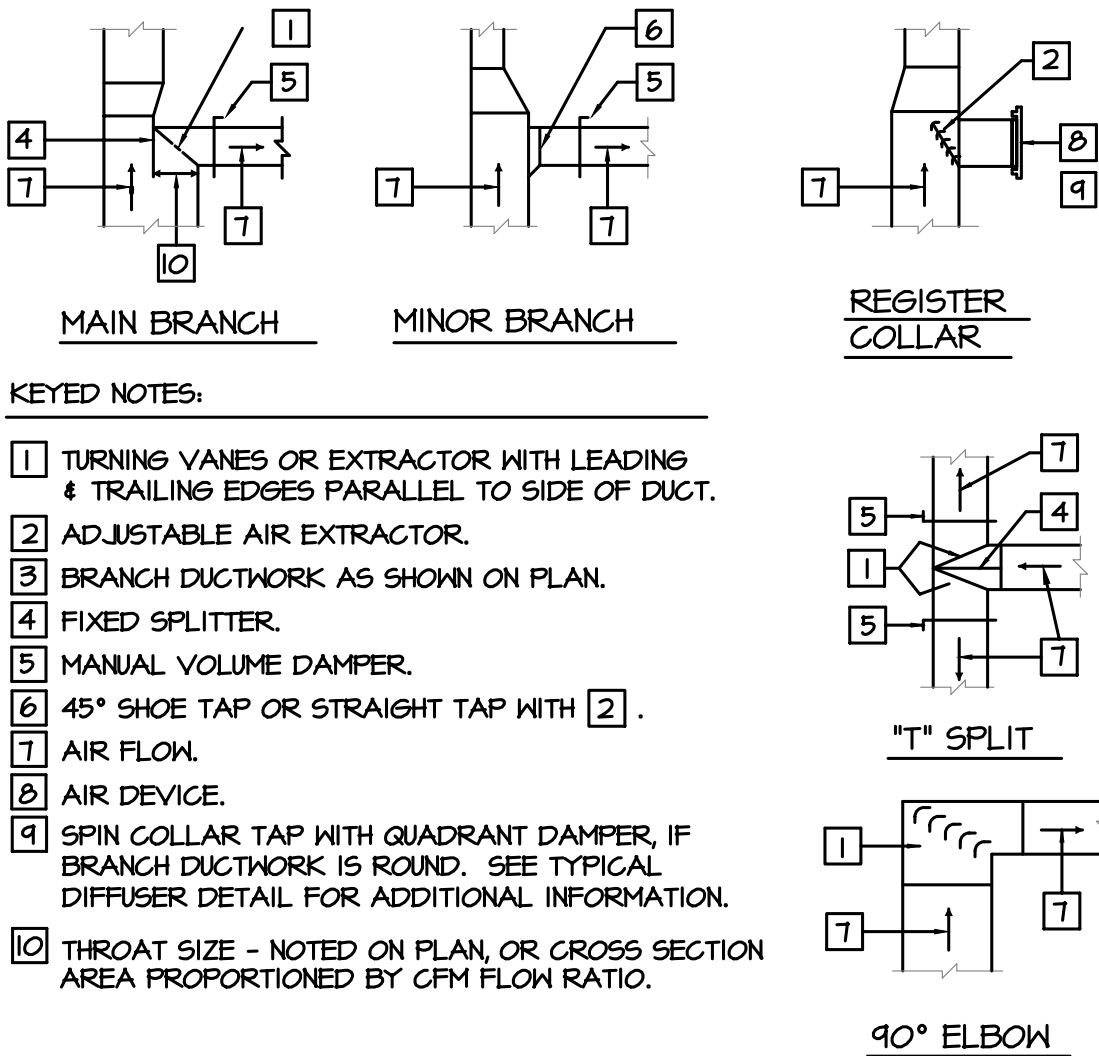 1
5
4
7
7
10
MAIN BRANCH
6
5
7
7
MINOR BRANCH
2
8
7
9
REGISTER
COLLAR
KEYED NOTES:
1 TURNING VANES OR EXTRACTOR WITH LEADING
& TRAILING EDGES PARALLEL TO SIDE OF DUCT.
2 ADJUSTABLE AIR EXTRACTOR.
3 BRANCH DUCTWORK AS SHOWN ON PLAN.
4 FIXED SPLITTER.
5 MANUAL VOLUME DAMPER.
6 45° SHOE TAP OR STRAIGHT TAP WITH 2 .
7 AIR FLOW.
8 AIR DEVICE.
9 SPIN COLLAR TAP WITH QUADRANT DAMPER, IF
BRANCH DUCTWORK IS ROUND. SEE TYPICAL
DIFFUSER DETAIL FOR ADDITIONAL INFORMATION.
10 THROAT SIZE - NOTED ON PLAN, OR CROSS SECTION
AREA PROPORTIONED BY CFM FLOW RATIO.
7
5
4
1
5
7
"T" SPLIT
1
7
7
90° ELBOW